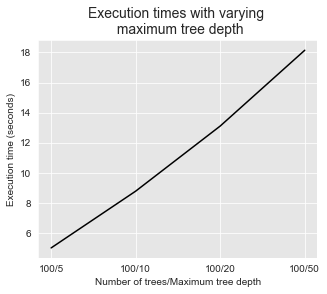 Execution times with varying
maximum tree depth
18
16
14
12
10
8
6
Execution time (seconds)
100/5 100/10 100/20 100/50
Number of trees/Maximum tree depth